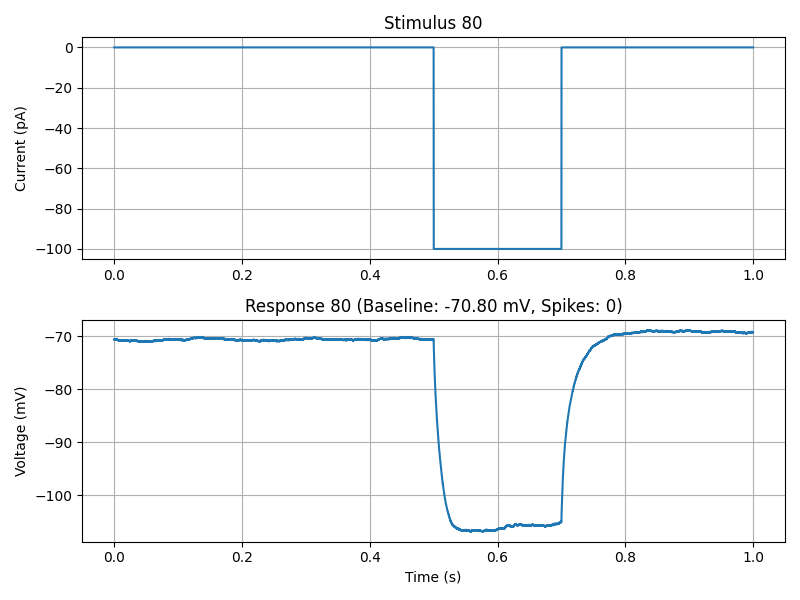 Stimulus 80
Current (pA)
0
−20
−40
−60
−80
−100
0.0 0.2 0.4 0.6 0.8 1.0
Response 80 (Baseline: -70.80 mV, Spikes: 0)
Voltage (mV)
−70
−80
−90
−100
0.0 0.2 0.4 0.6 0.8 1.0
Time (s)